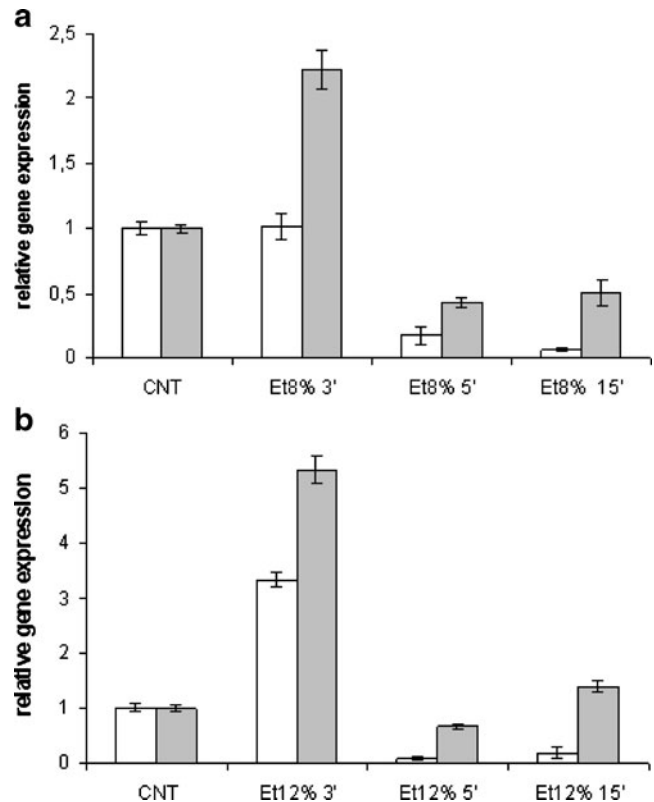 a
relative gene expression
2,5
2
1,5
1
0,5
0
CNT Et8% 3' Et8% 5' Et8% 15'
b
relative gene expression
6
5
4
3
2
1
0
CNT Et12% 3' Et12% 5' Et12% 15'